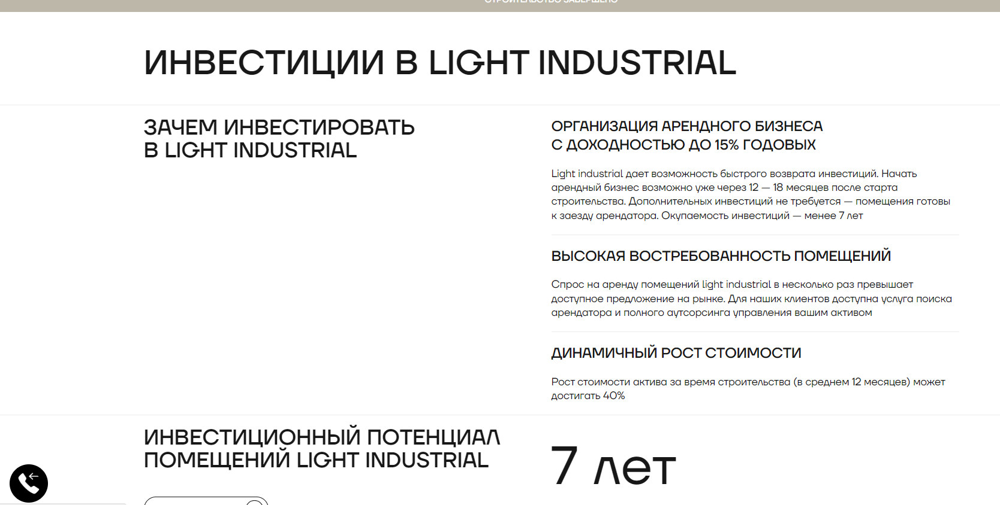 СТРОИТЕЛЬСТВО ЗАВЕРШЕНО
ИНВЕСТИЦИИ В LIGHT INDUSTRIAL
ЗАЧЕМ ИНВЕСТИРОВАТЬ
В LIGHT INDUSTRIAL
ОРГАНИЗАЦИЯ АРЕНДНОГО БИЗНЕСА
С ДОХОДНОСТЬЮ ДО 15% ГОДОВЫХ
Light industrial дает возможность быстрого возврата инвестиций. Начать
арендный бизнес возможно уже через 12 — 18 месяцев после старта
строительства. Дополнительных инвестиций не требуется — помещения готовы
к заезду арендатора. Окупаемость инвестиций — менее 7 лет
ВЫСОКАЯ ВОСТРЕБОВАННОСТЬ ПОМЕЩЕНИЙ
Спрос на аренду помещений light industrial в несколько раз превышает
доступное предложение на рынке. Для наших клиентов доступна услуга поиска
арендатора и полного аутсорсинга управления вашим активом
ДИНАМИЧНЫЙ РОСТ СТОИМОСТИ
Рост стоимости актива за время строительства (в среднем 12 месяцев) может
достигать 40%
ИНВЕСТИЦИОННЫЙ ПОТЕНЦИАЛ
ПОМЕЩЕНИЙ LIGHT INDUSTRIAL
7 лет